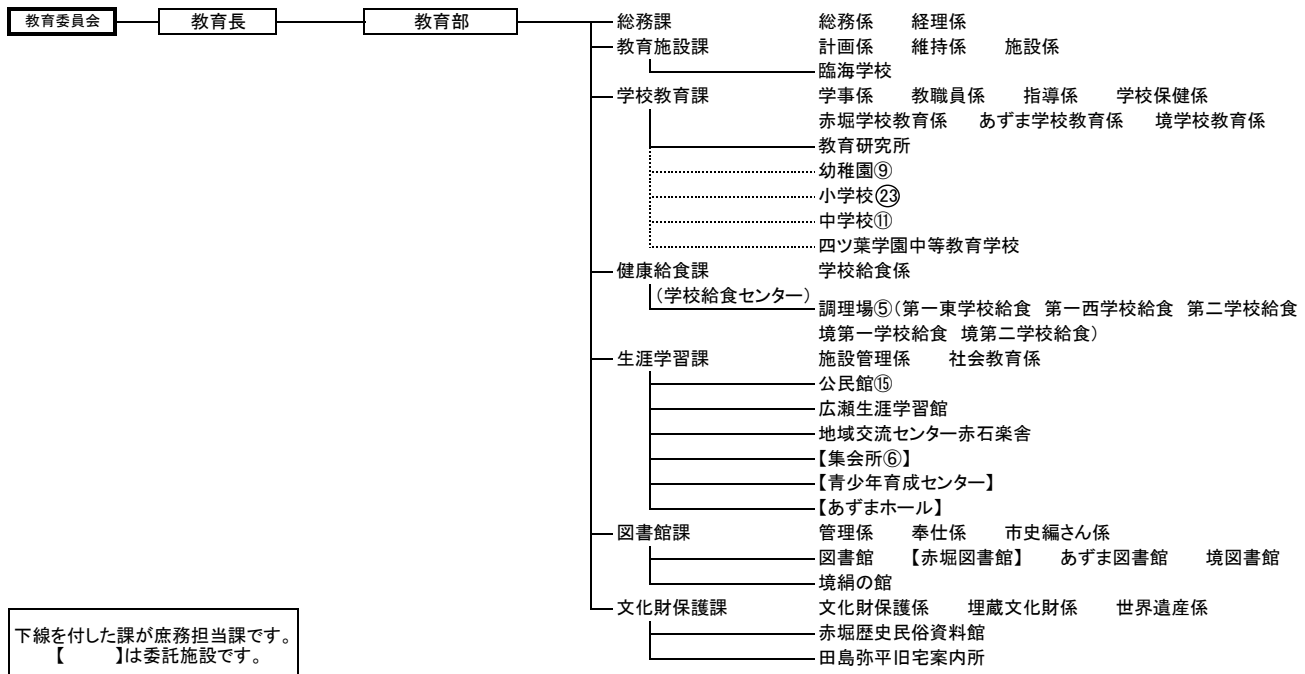 教育委員会 教育長 教育部 総務課 総務係 経理係
教育施設課 計画係 維持係 施設係
臨海学校
学校教育課 学事係 教職員係 指導係 学校保健係
赤堀学校教育係 あずま学校教育係 境学校教育係
教育研究所
幼稚園⑨
小学校㉓
中学校⑪
四ツ葉学園中等教育学校
健康給食課 学校給食係
(学校給食センター)
調理場⑤(第一東学校給食 第一西学校給食 第二学校給食
境第一学校給食 境第二学校給食)
生涯学習課 施設管理係 社会教育係
公民館⑮
広瀬生涯学習館
地域交流センター赤石楽舎
【集会所⑥】
【青少年育成センター】
【あずまホール】
図書館課 管理係 奉仕係 市史編さん係
図書館 【赤堀図書館】 あずま図書館 境図書館
境絹の館
文化財保護課 文化財保護係 埋蔵文化財係 世界遺産係
赤堀歴史民俗資料館
田島弥平旧宅案内所
下線を付した課が庶務担当課です。
【 】は委託施設です。